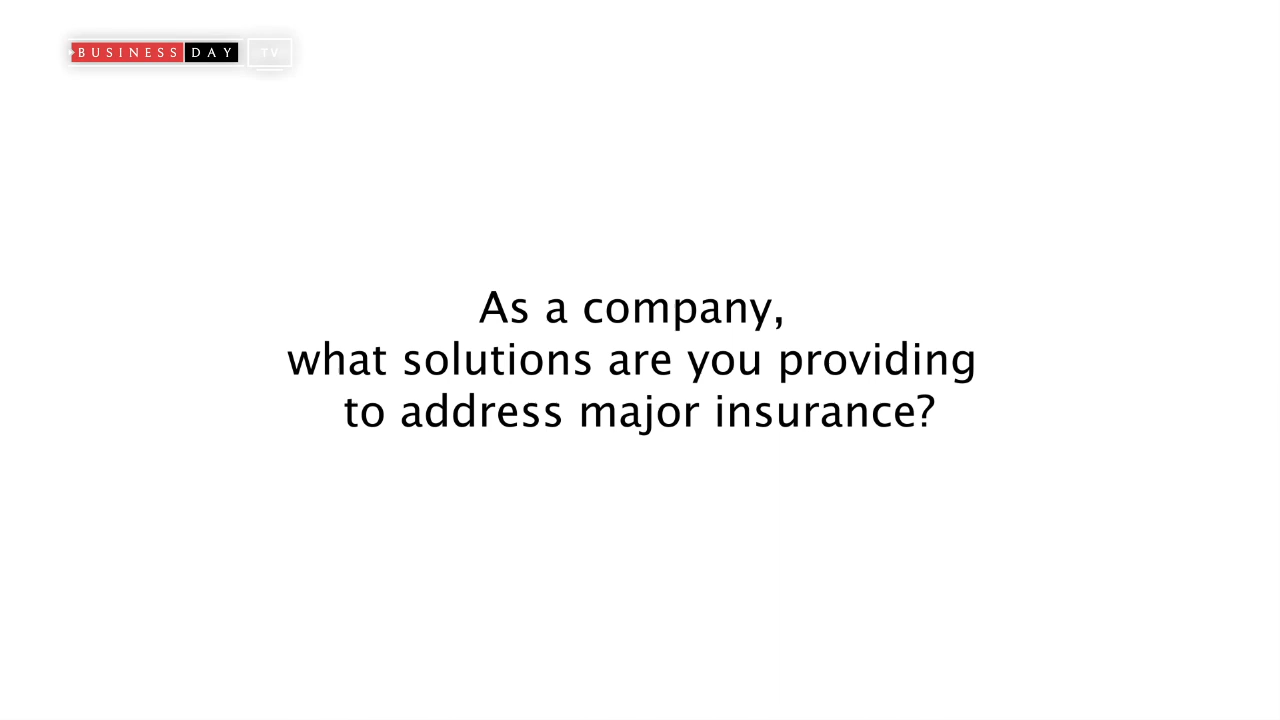 BUSINESS DAY TV
As a company,
what solutions are you providing
to address major insurance?